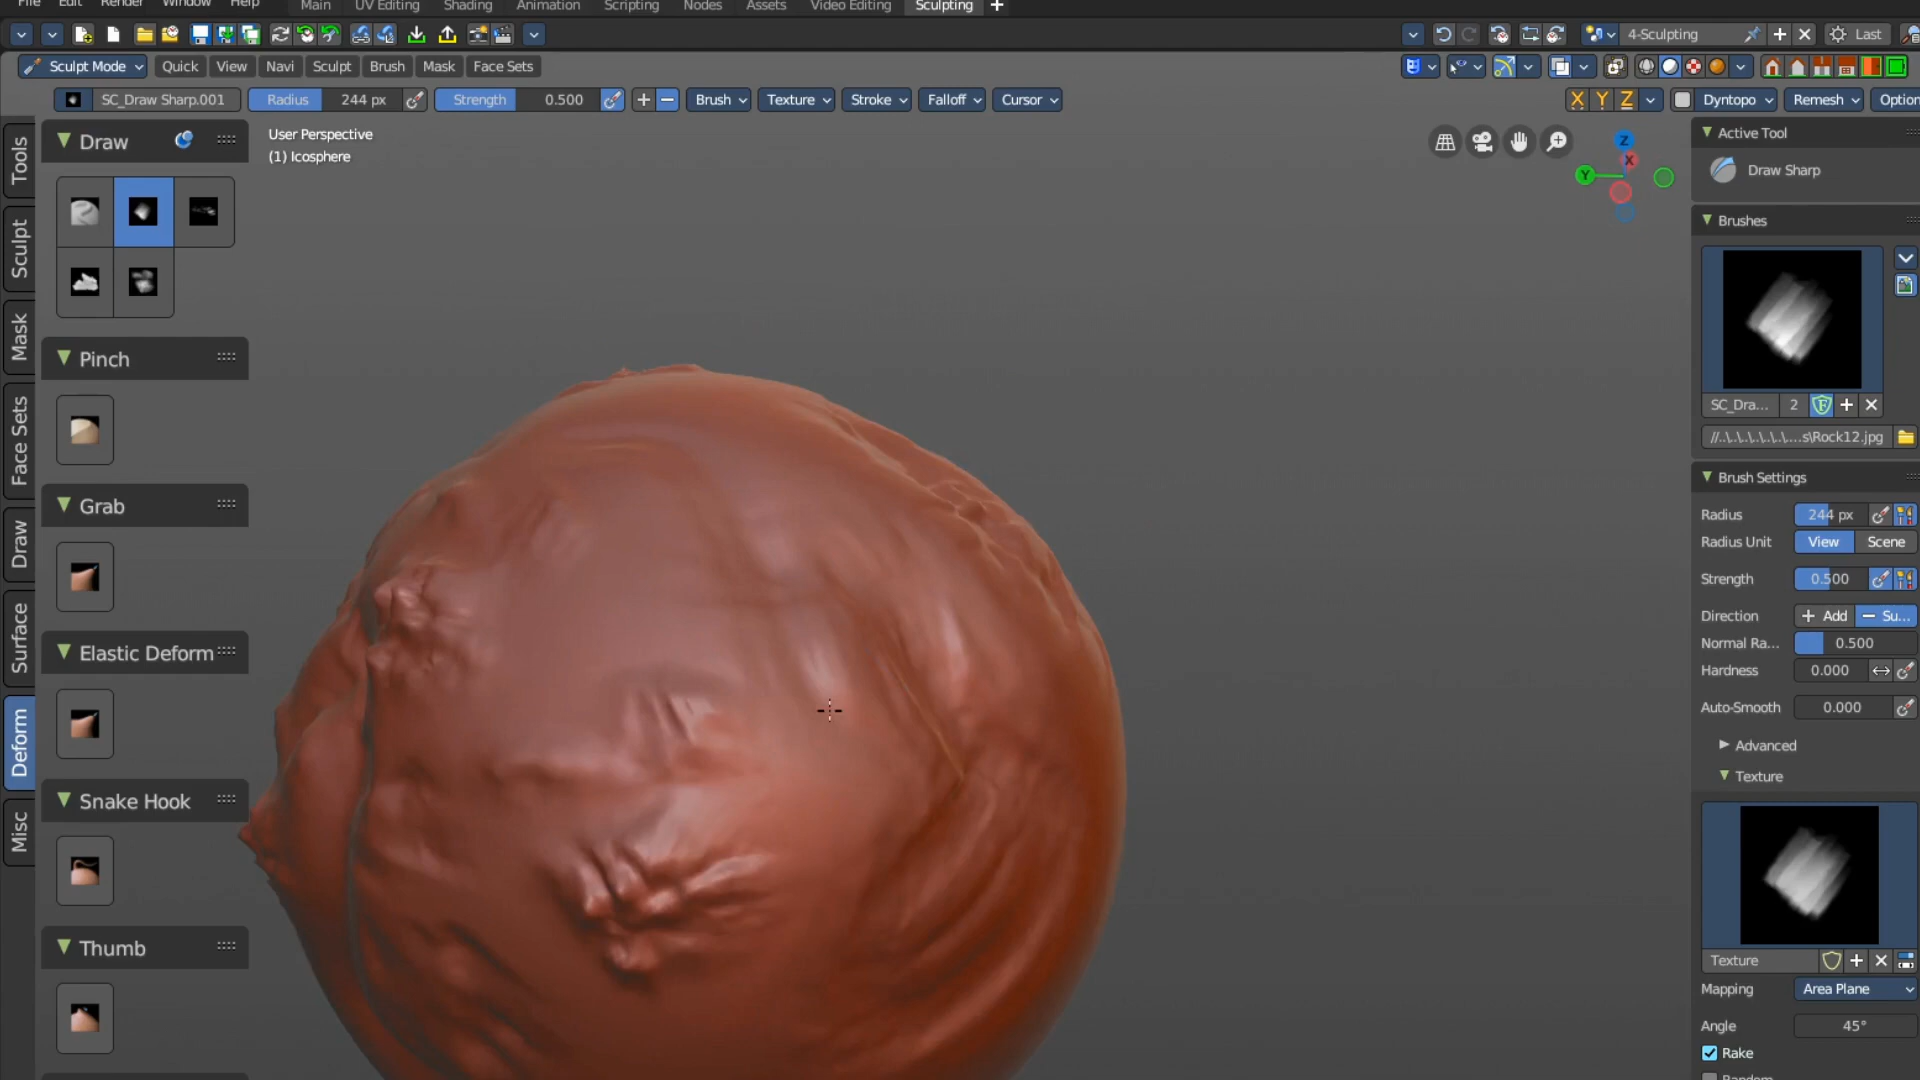 File Edit Render Window Help Main UV Editing Shading Animation Scripting Nodes Assets Video Editing Sculpting
4-Sculpting Last
Sculpt Mode Quick View Navi Sculpt Brush Mask Face Sets
SC_Draw Sharp.001 Radius 244 px Strength 0.500 Brush Texture Stroke Falloff Cursor X Y Z Dyntopo Remesh Option
User Perspective
(1) Icosphere
Tools
Sculpt
Mask
Face Sets
Draw
Surface
Deform
Misc
Draw
Pinch
Grab
Elastic Deform
Snake Hook
Thumb
Z
X
Y
Active Tool
Draw Sharp
Brushes
SC_Dra... 2 F
//..\..\..\..\..\....s\Rock12.jpg
Brush Settings
Radius 244 px
Radius Unit View Scene
Strength 0.500
Direction Add Su...
Normal Ra... 0.500
Hardness 0.000
Auto-Smooth 0.000
Advanced
Texture
Texture
Mapping Area Plane
Angle 45°
Rake
Random